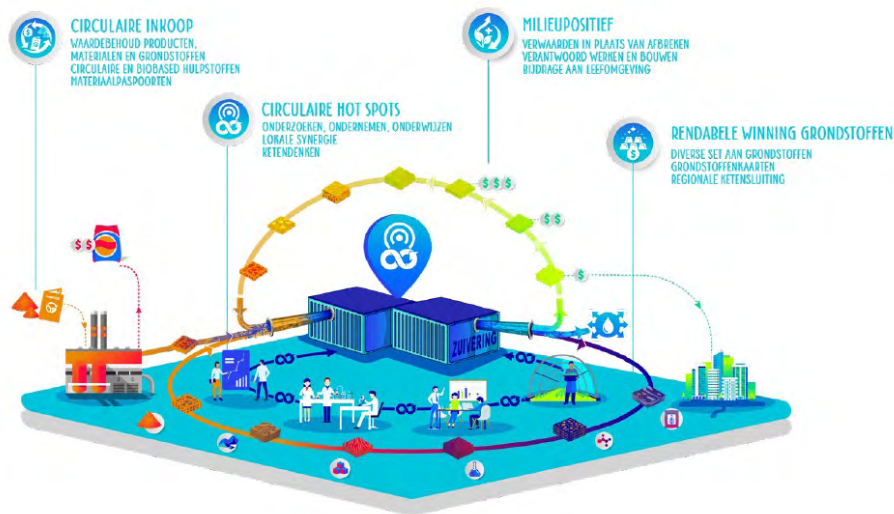 CIRCULAIRE INKOOP
WAARDEBEHOUD PRODUCTEN,
MATERIALEN EN GRONDSTOFFEN
CIRCULAIRE EN BIOBASED HULPSTOFFEN
MATERIAALPASPOORTEN
MILIEUPOSITIEF
VERWAARDEN IN PLAATS VAN AFBREKEN
VERANTWOORD WERKEN EN BOUWEN
BIJDRAGE AAN LEEFOMGEVING
CIRCULAIRE HOT SPOTS
ONDERZOEKEN, ONDERNEMEN, ONDERWIJZEN
LOKALE SYNERGIE
KETENDENKEN
RENDABELE WINNING GRONDSTOFFEN
DIVERSE SET AAN GRONDSTOFFEN
GRONDSTOFFENKAARTEN
REGIONALE KETENSLUITING
$ $ $
$ $
$ $
$
ZUIVERING